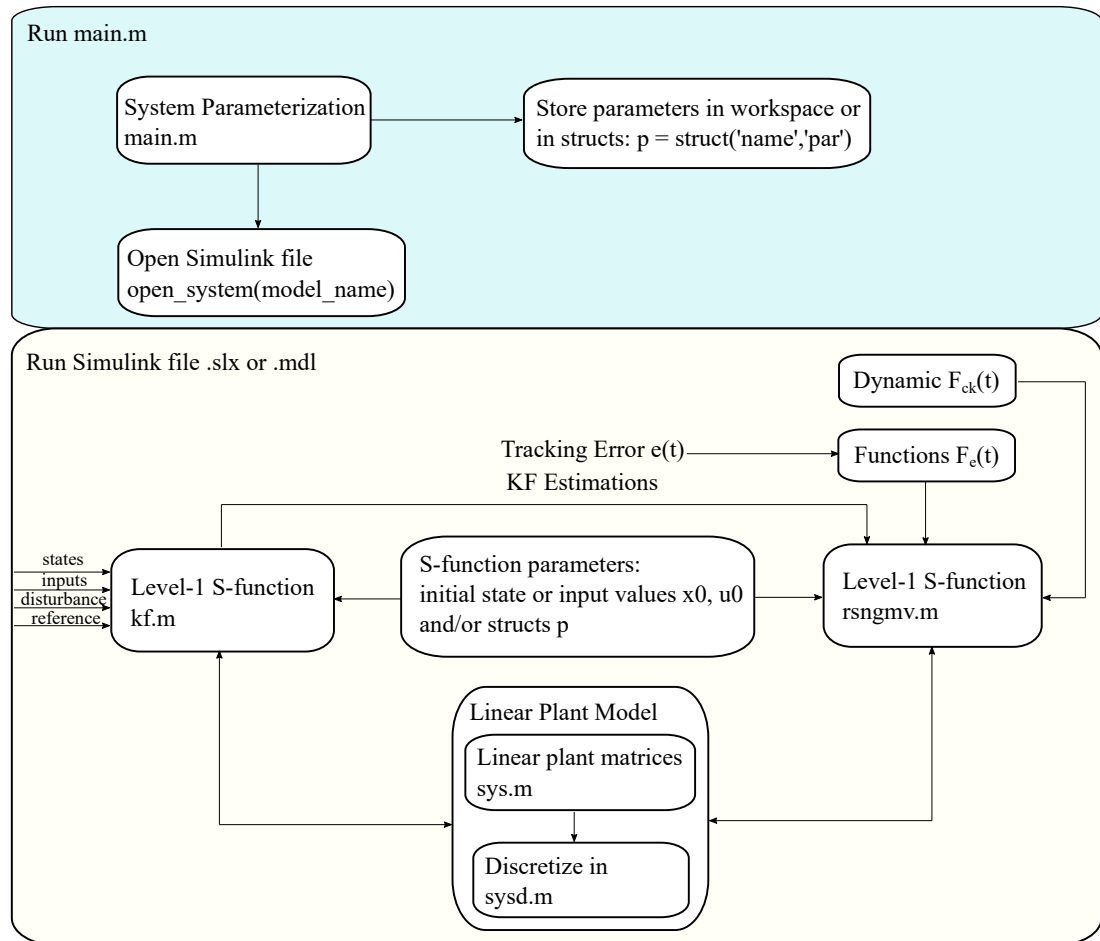 Run main.m
System Parameterization
main.m
Store parameters in workspace or
in structs: p = struct('name','par')
Open Simulink file
open_system(model_name)
Run Simulink file .slx or .mdl
Dynamic F_ck(t)
Tracking Error e(t)
Functions F_e(t)
KF Estimations
states
inputs
disturbance
reference
Level-1 S-function
kf.m
S-function parameters:
initial state or input values x0, u0
and/or structs p
Level-1 S-function
rsngmv.m
Linear Plant Model
Linear plant matrices
sys.m
Discretize in
sysd.m